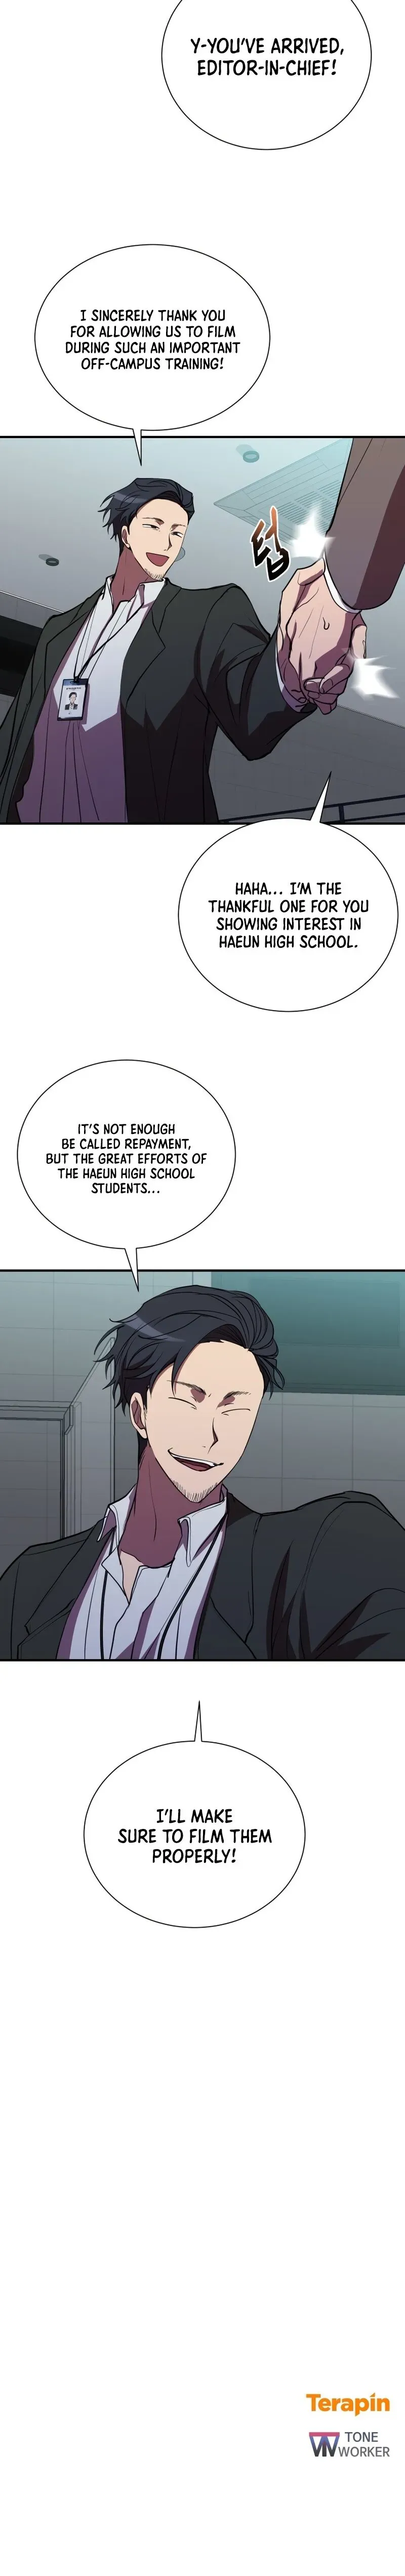 Y-YOU'VE ARRIVED,
EDITOR-IN-CHIEF!
I SINCERELY THANK YOU
FOR ALLOWING US TO FILM
DURING SUCH AN IMPORTANT
OFF-CAMPUS TRAINING!
텁
HAHA... I'M THE
THANKFUL ONE FOR YOU
SHOWING INTEREST IN
HAEUN HIGH SCHOOL.
IT'S NOT ENOUGH
BE CALLED REPAYMENT,
BUT THE GREAT EFFORTS OF
THE HAEUN HIGH SCHOOL
STUDENTS...
I'LL MAKE
SURE TO FILM THEM
PROPERLY!
Terapin
TONE
WORKER